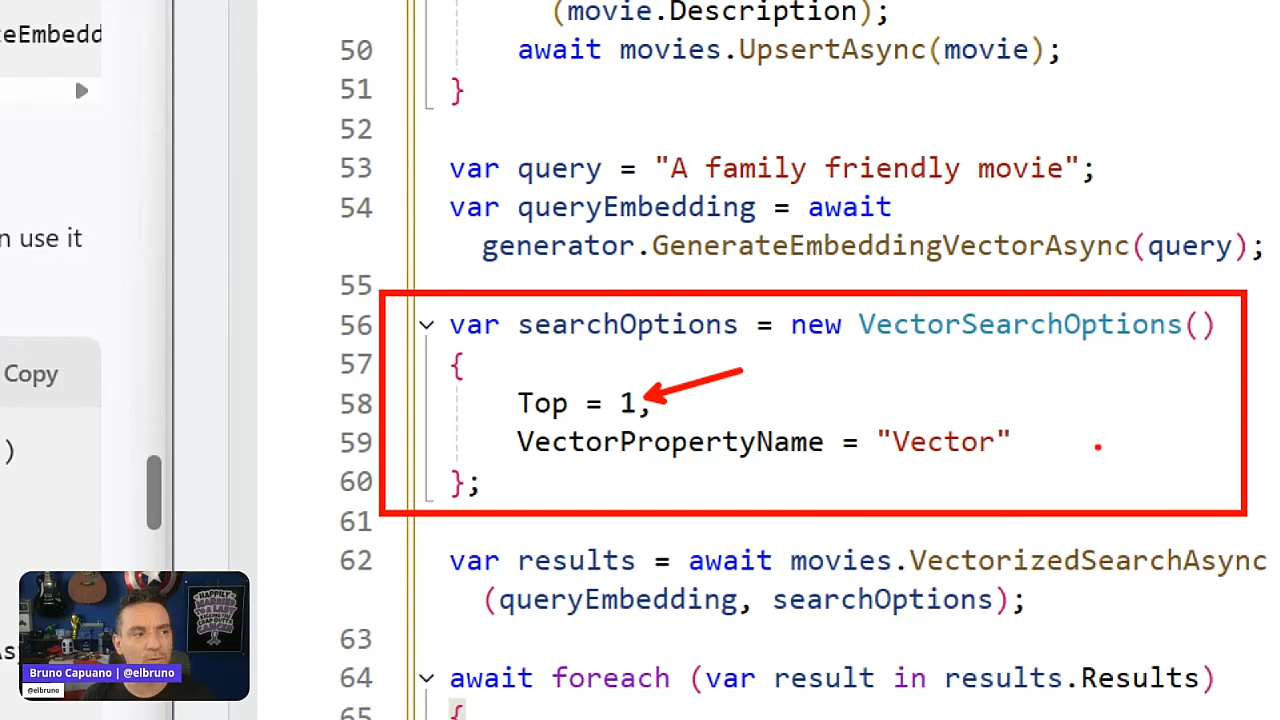 (movie.Description);
50 await movies.UpsertAsync(movie);
51 }
52
53 var query = "A family friendly movie";
54 var queryEmbedding = await
generator.GenerateEmbeddingVectorAsync(query);
55
56 var searchOptions = new VectorSearchOptions()
57 {
58 Top = 1,
59 VectorPropertyName = "Vector"
60 };
61
62 var results = await movies.VectorizedSearchAsync
(queryEmbedding, searchOptions);
63
64 await foreach (var result in results.Results)
65 {
eEmbedd
n use it
Copy
)
As
Bruno Capuano | @elbruno
@elbruno